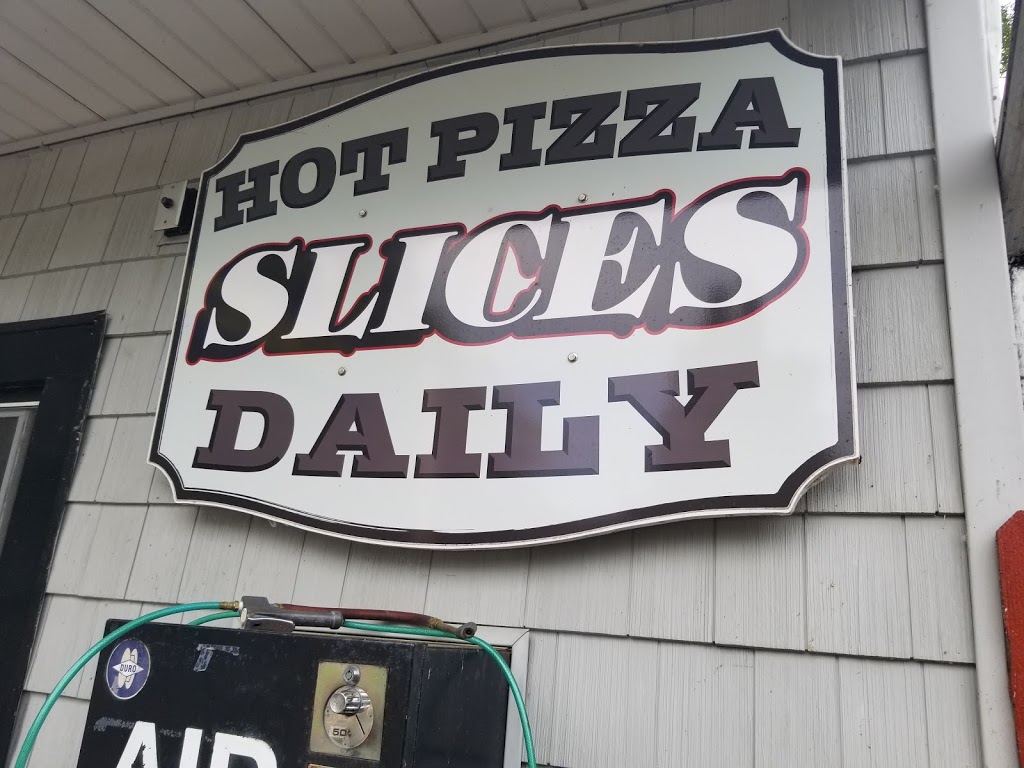 HOT PIZZA
SLICES
DAILY
DURO
50¢
AIR